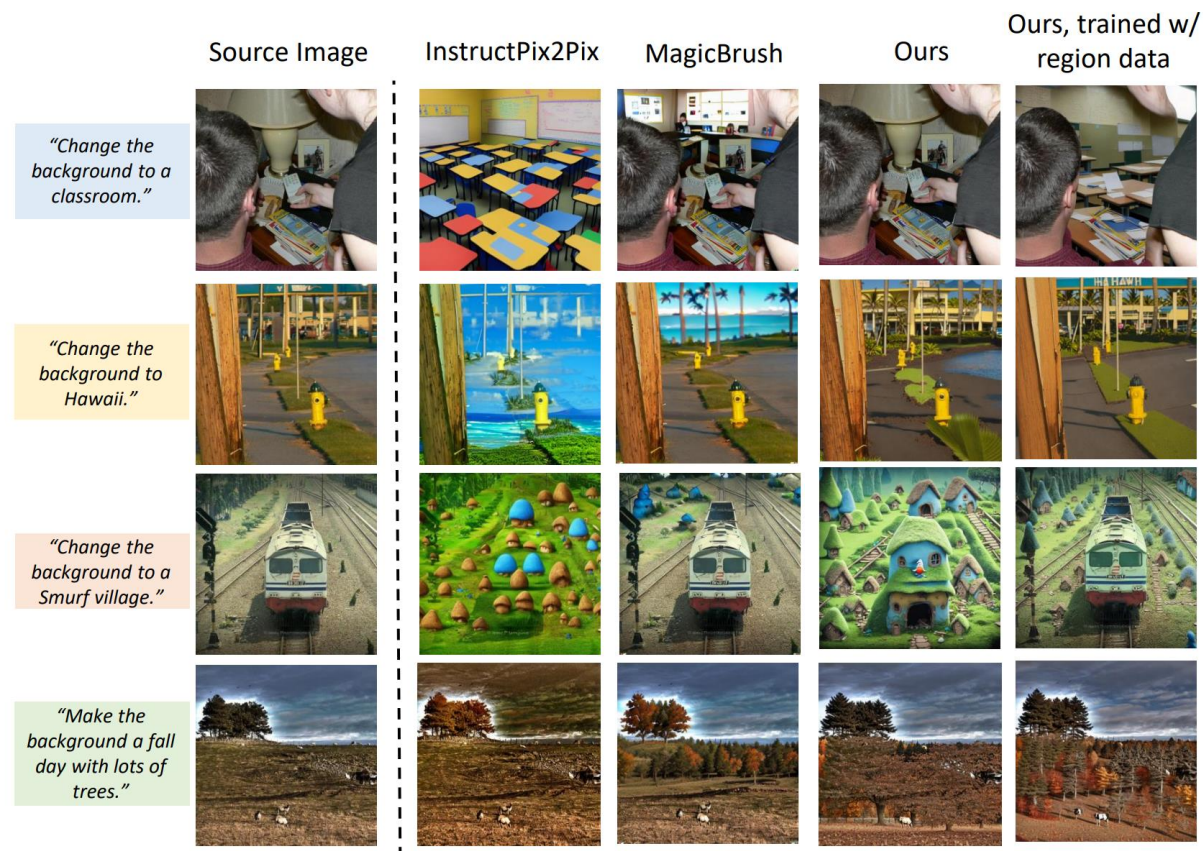 Source Image
InstructPix2Pix
MagicBrush
Ours
Ours, trained w/
region data
“Change the
background to a
classroom.”
“Change the
background to
Hawaii.”
“Change the
background to a
Smurf village.”
“Make the
background a fall
day with lots of
trees.”